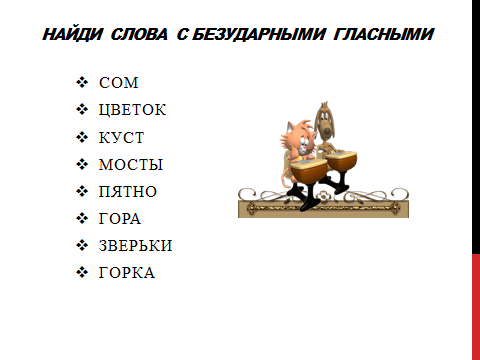 НАЙДИ СЛОВА С БЕЗУДАРНЫМИ ГЛАСНЫМИ
СОМ
ЦВЕТОК
КУСТ
МОСТЫ
ПЯТНО
ГОРА
ЗВЕРЬКИ
ГОРКА